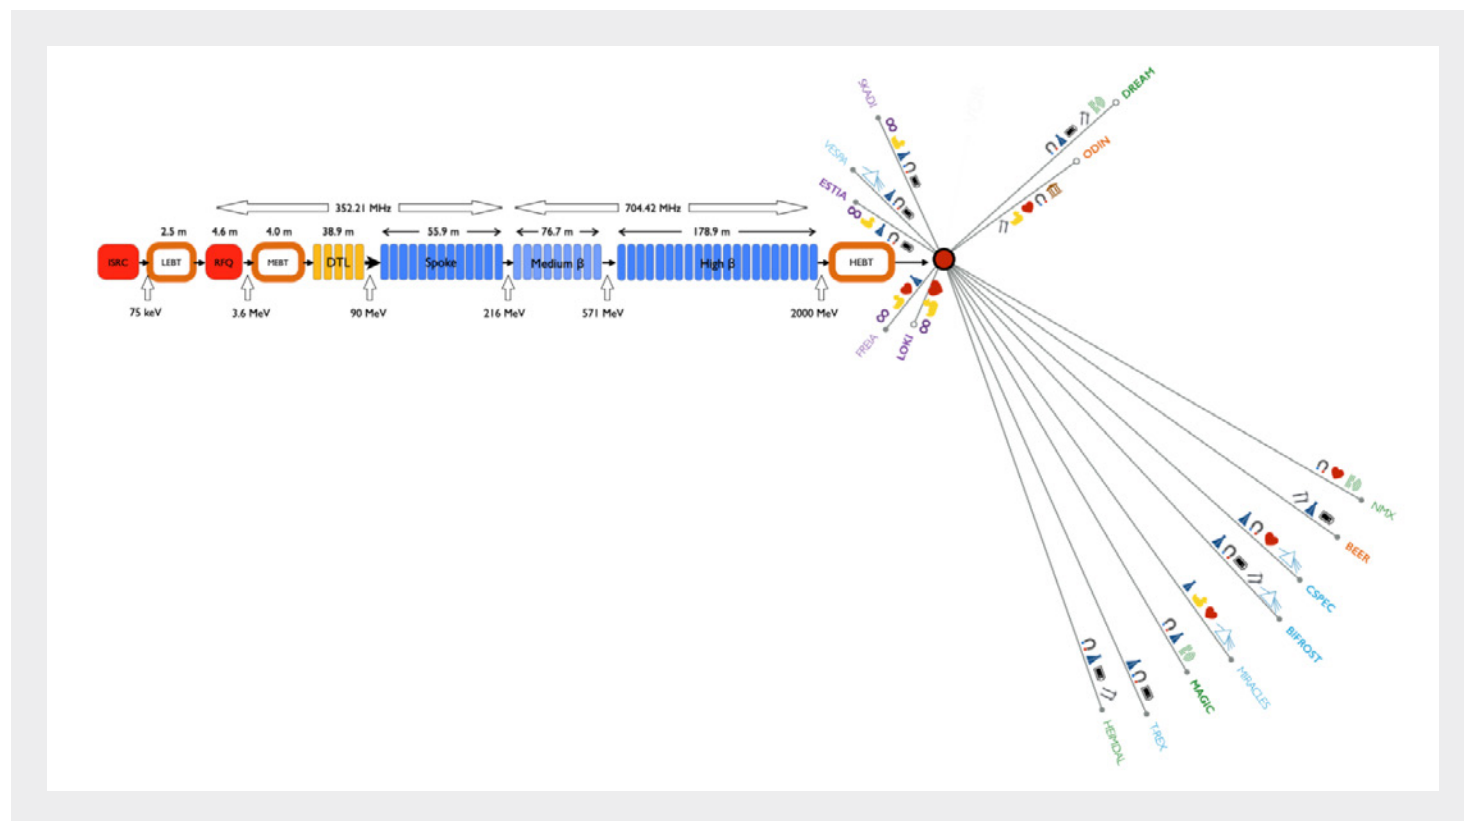 SKADI
VESPA
ESTIA
DREAM
ODIN
352.21 MHz
704.42 MHz
2.5 m
4.6 m
4.0 m
38.9 m
55.9 m
76.7 m
178.9 m
ISRC
LEBT
RFQ
MEBT
DTL
Spoke
Medium β
High β
HEBT
75 keV
3.6 MeV
90 MeV
216 MeV
571 MeV
2000 MeV
FREIA
LOKI
NMX
BEER
CSPEC
BIFROST
MIRACLES
MAGIC
T-REX
HEIMDAL